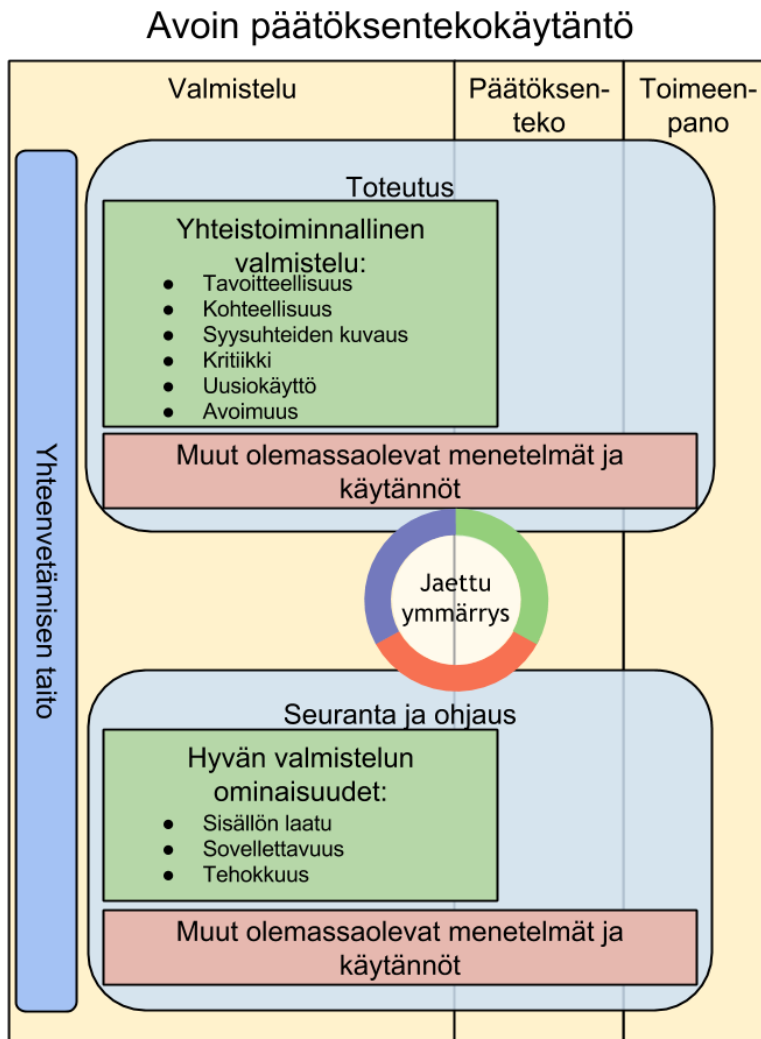 Avoin päätöksentekokäytäntö
Valmistelu
Päätöksen-
teko
Toimeen-
pano
Yhteenvetämisen taito
Toteutus
Yhteistoiminnallinen
valmistelu:
● Tavoitteellisuus
● Kohteellisuus
● Syysuhteiden kuvaus
● Kritiikki
● Uusiokäyttö
● Avoimuus
Muut olemassaolevat menetelmät ja
käytännöt
Jaettu
ymmärrys
Seuranta ja ohjaus
Hyvän valmistelun
ominaisuudet:
● Sisällön laatu
● Sovellettavuus
● Tehokkuus
Muut olemassaolevat menetelmät ja
käytännöt